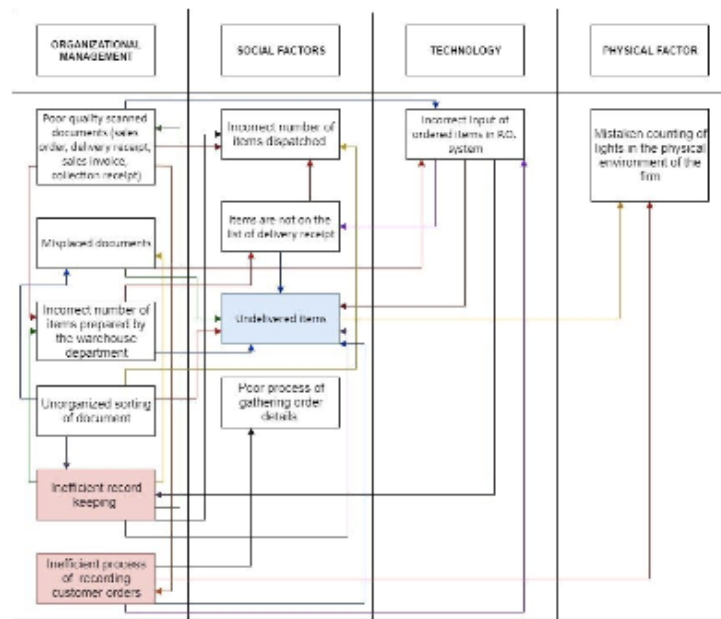 ORGANIZATIONAL
MANAGEMENT
SOCIAL FACTORS
TECHNOLOGY
PHYSICAL FACTOR
Poor quality scanned
documents (sales
order, delivery receipt,
sales invoice,
collection receipt)
Incorrect number of
items dispatched
Incorrect input of
ordered items in P.O.
system
Mistaken counting of
lights in the physical
environment of the
firm
Misplaced documents
Items are not on the
list of delivery receipt
Incorrect number of
items prepared by
the warehouse
department
Undelivered items
Unorganized sorting
of document
Poor process of
gathering order
details
Inefficient record
keeping
Inefficient process
of recording
customer orders